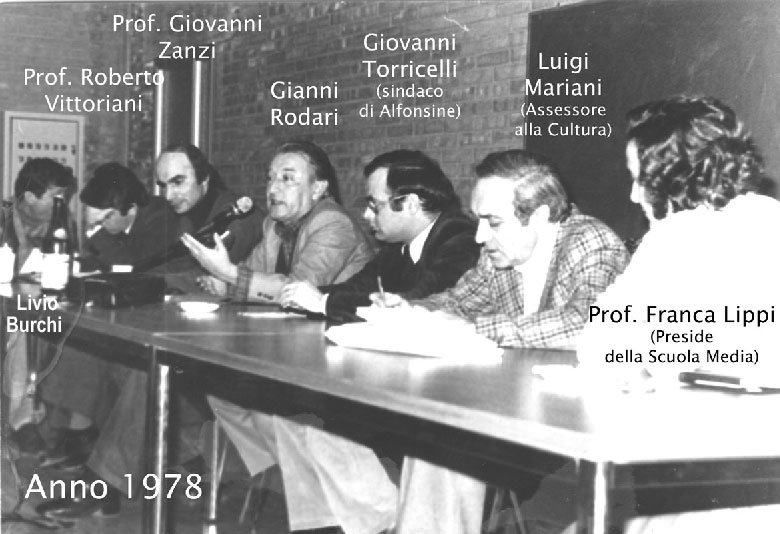 Prof. Giovanni
Zanzi
Prof. Roberto
Vittoriani
Gianni
Rodari
Giovanni
Torricelli
(sindaco
di Alfonsine)
Luigi
Mariani
(Assessore
alla Cultura)
Livio
Burchi
Prof. Franca Lippi
(Preside
della Scuola Media)
Anno 1978